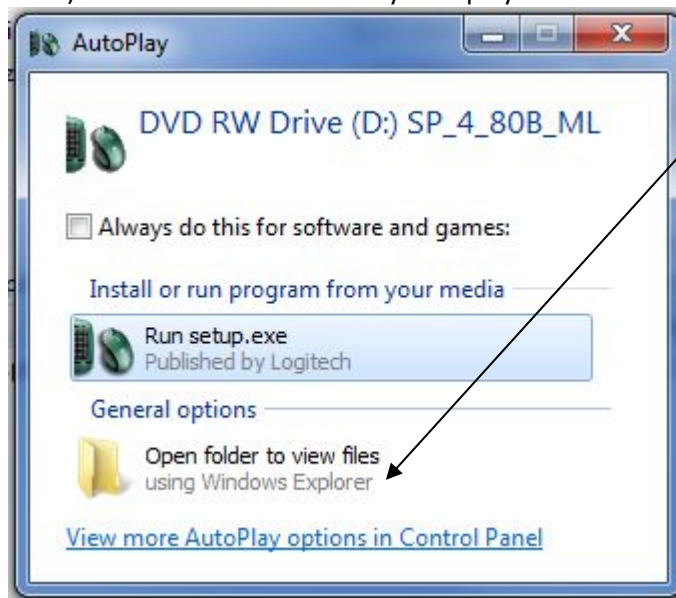 AutoPlay
DVD RW Drive (D:) SP_4_80B_ML
Always do this for software and games:
Install or run program from your media
Run setup.exe
Published by Logitech
General options
Open folder to view files
using Windows Explorer
View more AutoPlay options in Control Panel